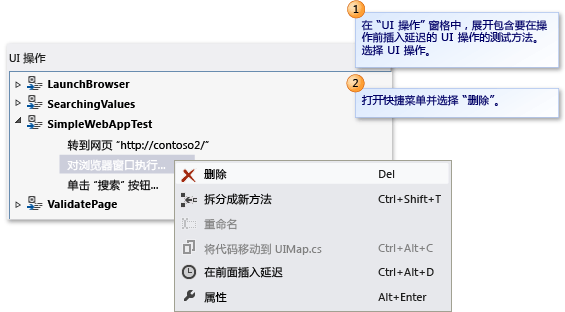 1
在 “UI 操作” 窗格中，展开包含要在操
作前插入延迟的 UI 操作的测试方法。
选择 UI 操作。
2
打开快捷菜单并选择 “删除”。
UI 操作
LaunchBrowser
SearchingValues
SimpleWebAppTest
转到网页 “http://contoso2/”
对浏览器窗口执行...
单击 “搜索” 按钮...
ValidatePage
删除 Del
拆分成新方法 Ctrl+Shift+T
重命名
将代码移动到 UIMap.cs Ctrl+Alt+C
在前面插入延迟 Ctrl+Alt+D
属性 Alt+Enter